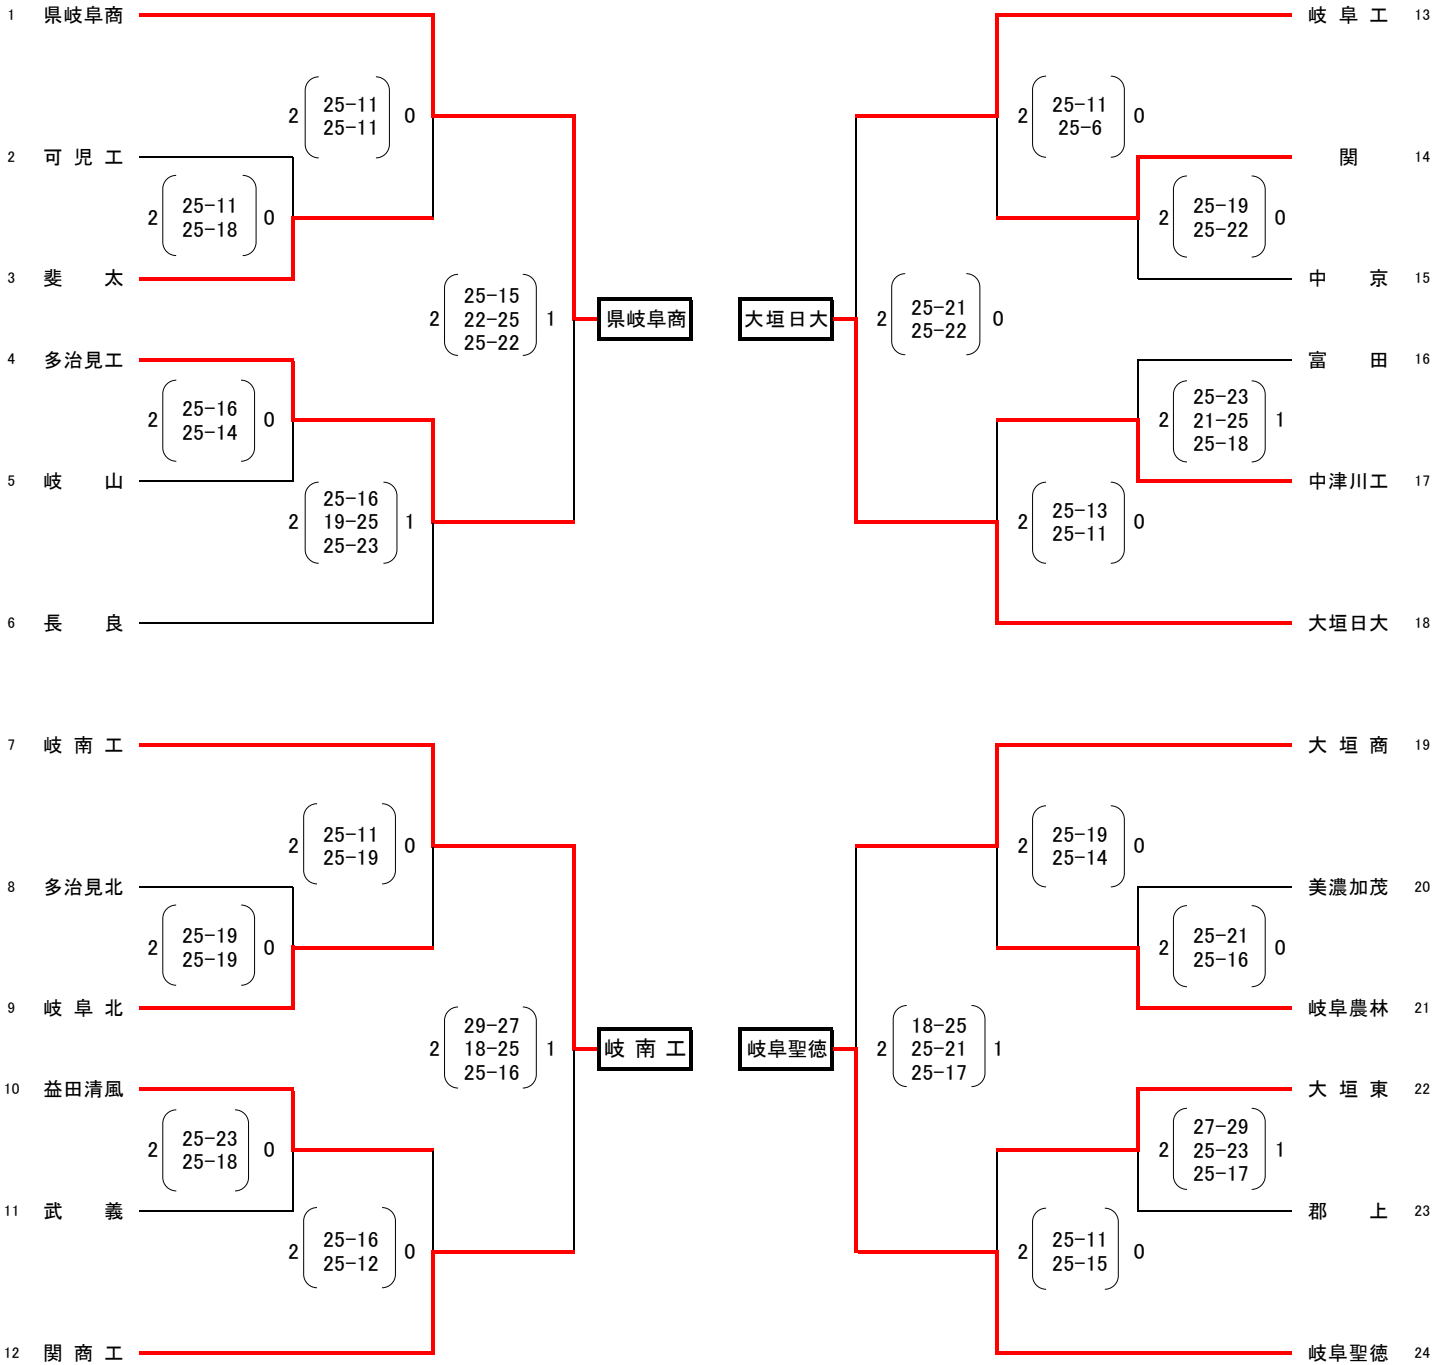 1 県岐阜商
2 ( 25-11 25-11 ) 0
2 可児工
2 ( 25-11 25-18 ) 0
3 斐太
2 ( 25-15 22-25 25-22 ) 1
県岐阜商
4 多治見工
2 ( 25-16 25-14 ) 0
5 岐山
2 ( 25-16 19-25 25-23 ) 1
6 長良
岐阜工 13
2 ( 25-11 25-6 ) 0
関 14
2 ( 25-19 25-22 ) 0
中京 15
大垣日大
2 ( 25-21 25-22 ) 0
富田 16
2 ( 25-23 21-25 25-18 ) 1
中津川工 17
2 ( 25-13 25-11 ) 0
大垣日大 18
7 岐南工
2 ( 25-11 25-19 ) 0
8 多治見北
2 ( 25-19 25-19 ) 0
9 岐阜北
2 ( 29-27 18-25 25-16 ) 1
岐南工
10 益田清風
2 ( 25-23 25-18 ) 0
11 武義
2 ( 25-16 25-12 ) 0
12 関商工
大垣商 19
2 ( 25-19 25-14 ) 0
美濃加茂 20
2 ( 25-21 25-16 ) 0
岐阜農林 21
岐阜聖徳
2 ( 18-25 25-21 25-17 ) 1
大垣東 22
2 ( 27-29 25-23 25-17 ) 1
郡上 23
2 ( 25-11 25-15 ) 0
岐阜聖徳 24